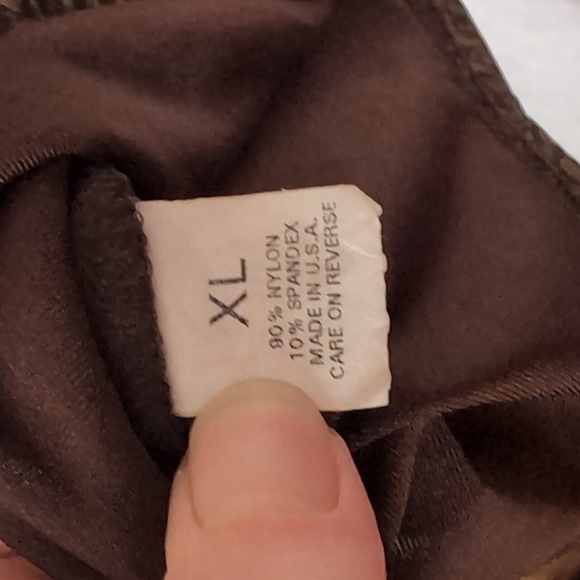 XL
90% NYLON
10% SPANDEX
MADE IN U.S.A.
CARE ON REVERSE